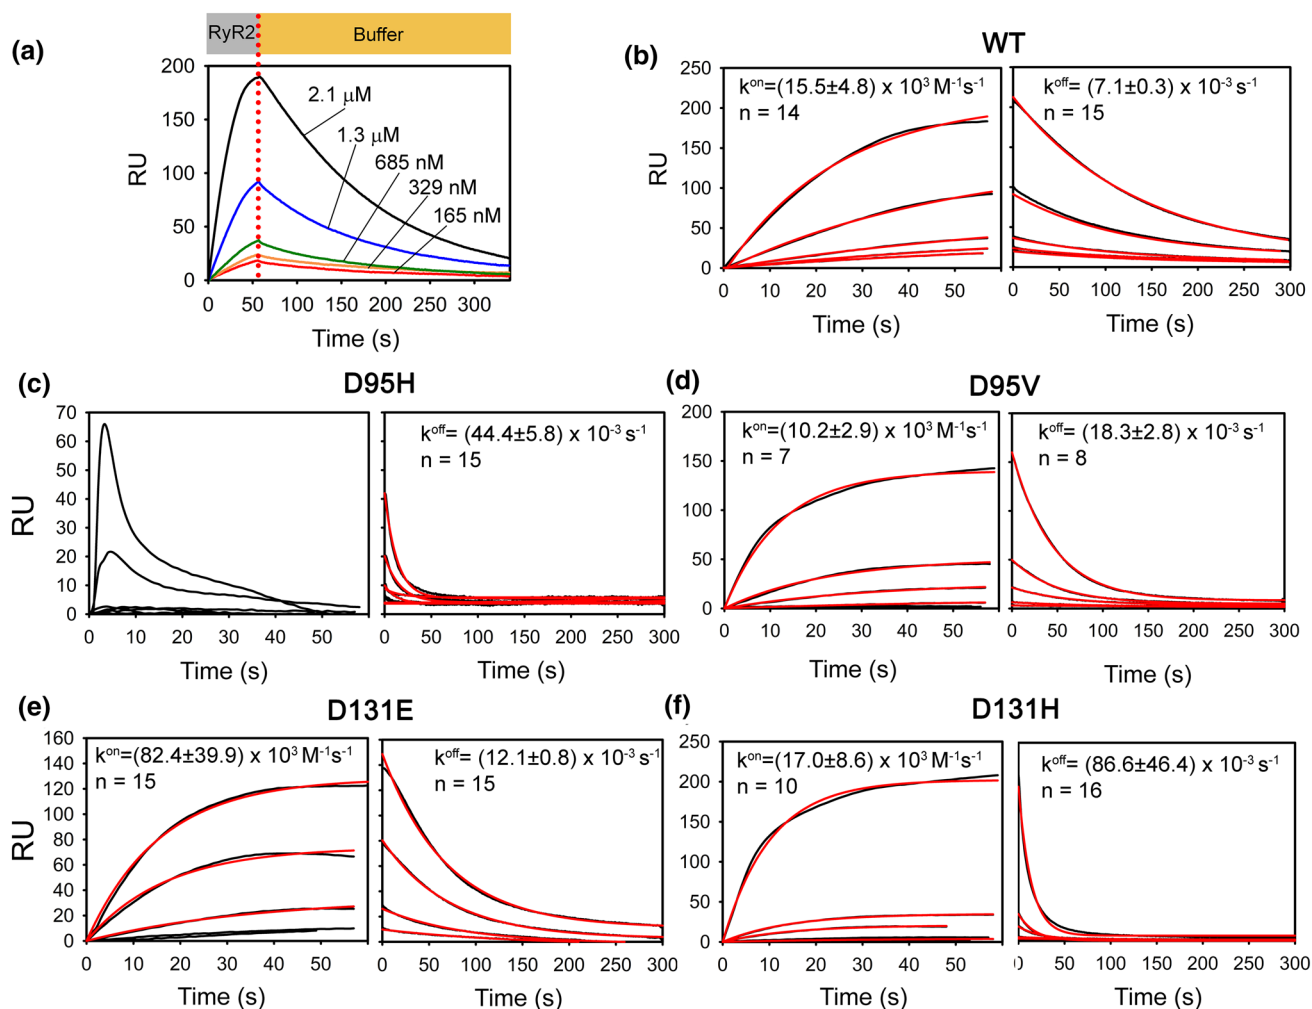 (a)
RyR2 Buffer
200
150
100
50
0
RU
2.1 μM
1.3 μM
685 nM
329 nM
165 nM
0 50 100 150 200 250 300
Time (s)
(b)
WT
250
200
150
100
50
0
RU
k^on=(15.5±4.8) x 10³ M⁻¹s⁻¹
n = 14
0 10 20 30 40 50
Time (s)
k^off= (7.1±0.3) x 10⁻³ s⁻¹
n = 15
0 50 100 150 200 250 300
Time (s)
(c)
D95H
70
60
50
40
30
20
10
0
RU
0 10 20 30 40 50
Time (s)
k^off= (44.4±5.8) x 10⁻³ s⁻¹
n = 15
0 50 100 150 200 250 300
Time (s)
(d)
D95V
200
150
100
50
0
k^on=(10.2±2.9) x 10³ M⁻¹s⁻¹
n = 7
0 10 20 30 40 50
Time (s)
k^off= (18.3±2.8) x 10⁻³ s⁻¹
n = 8
0 50 100 150 200 250 300
Time (s)
(e)
D131E
160
140
120
100
80
60
40
20
0
RU
k^on=(82.4±39.9) x 10³ M⁻¹s⁻¹
n = 15
0 10 20 30 40 50
Time (s)
k^off= (12.1±0.8) x 10⁻³ s⁻¹
n = 15
0 50 100 150 200 250 300
Time (s)
(f)
D131H
250
200
150
100
50
0
k^on=(17.0±8.6) x 10³ M⁻¹s⁻¹
n = 10
0 10 20 30 40 50
Time (s)
k^off= (86.6±46.4) x 10⁻³ s⁻¹
n = 16
0 50 100 150 200 250 300
Time (s)